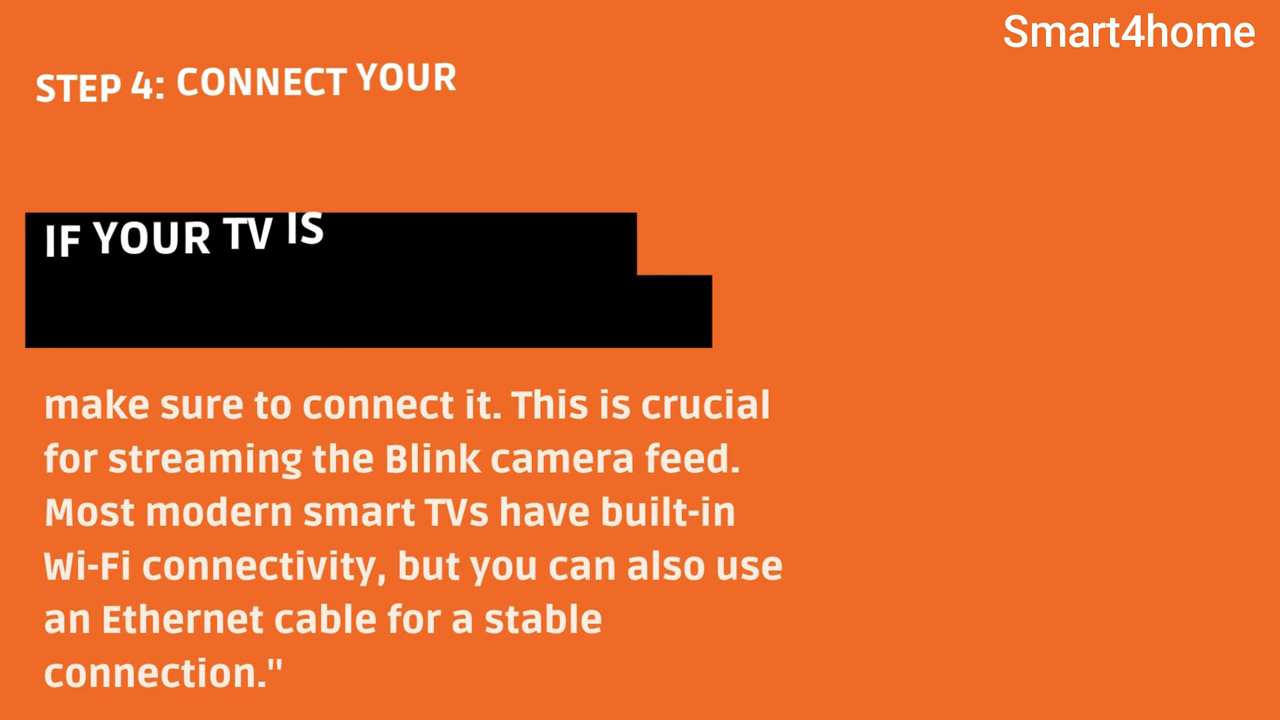 Smart4home
STEP 4: CONNECT YOUR
IF YOUR TV IS
make sure to connect it. This is crucial
for streaming the Blink camera feed.
Most modern smart TVs have built-in
Wi-Fi connectivity, but you can also use
an Ethernet cable for a stable
connection."